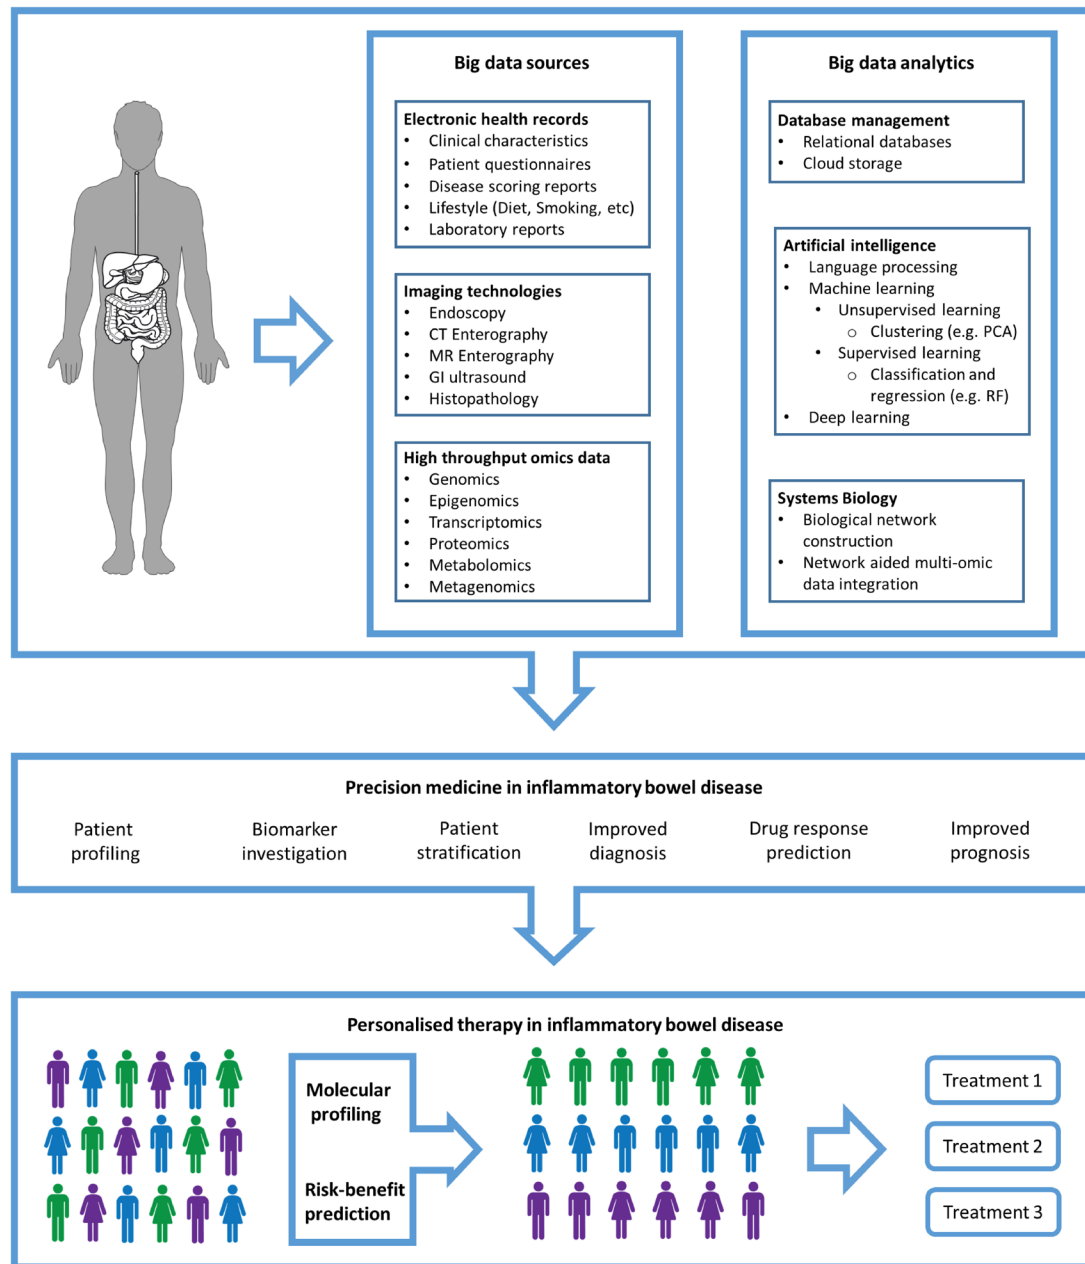 Big data sources
Electronic health records
• Clinical characteristics
• Patient questionnaires
• Disease scoring reports
• Lifestyle (Diet, Smoking, etc)
• Laboratory reports
Imaging technologies
• Endoscopy
• CT Enterography
• MR Enterography
• GI ultrasound
• Histopathology
High throughput omics data
• Genomics
• Epigenomics
• Transcriptomics
• Proteomics
• Metabolomics
• Metagenomics
Big data analytics
Database management
• Relational databases
• Cloud storage
Artificial intelligence
• Language processing
• Machine learning
• Unsupervised learning
o Clustering (e.g. PCA)
• Supervised learning
o Classification and
regression (e.g. RF)
• Deep learning
Systems Biology
• Biological network
construction
• Network aided multi-omic
data integration
Precision medicine in inflammatory bowel disease
Patient
profiling
Biomarker
investigation
Patient
stratification
Improved
diagnosis
Drug response
prediction
Improved
prognosis
Personalised therapy in inflammatory bowel disease
Molecular
profiling
Risk-benefit
prediction
Treatment 1
Treatment 2
Treatment 3